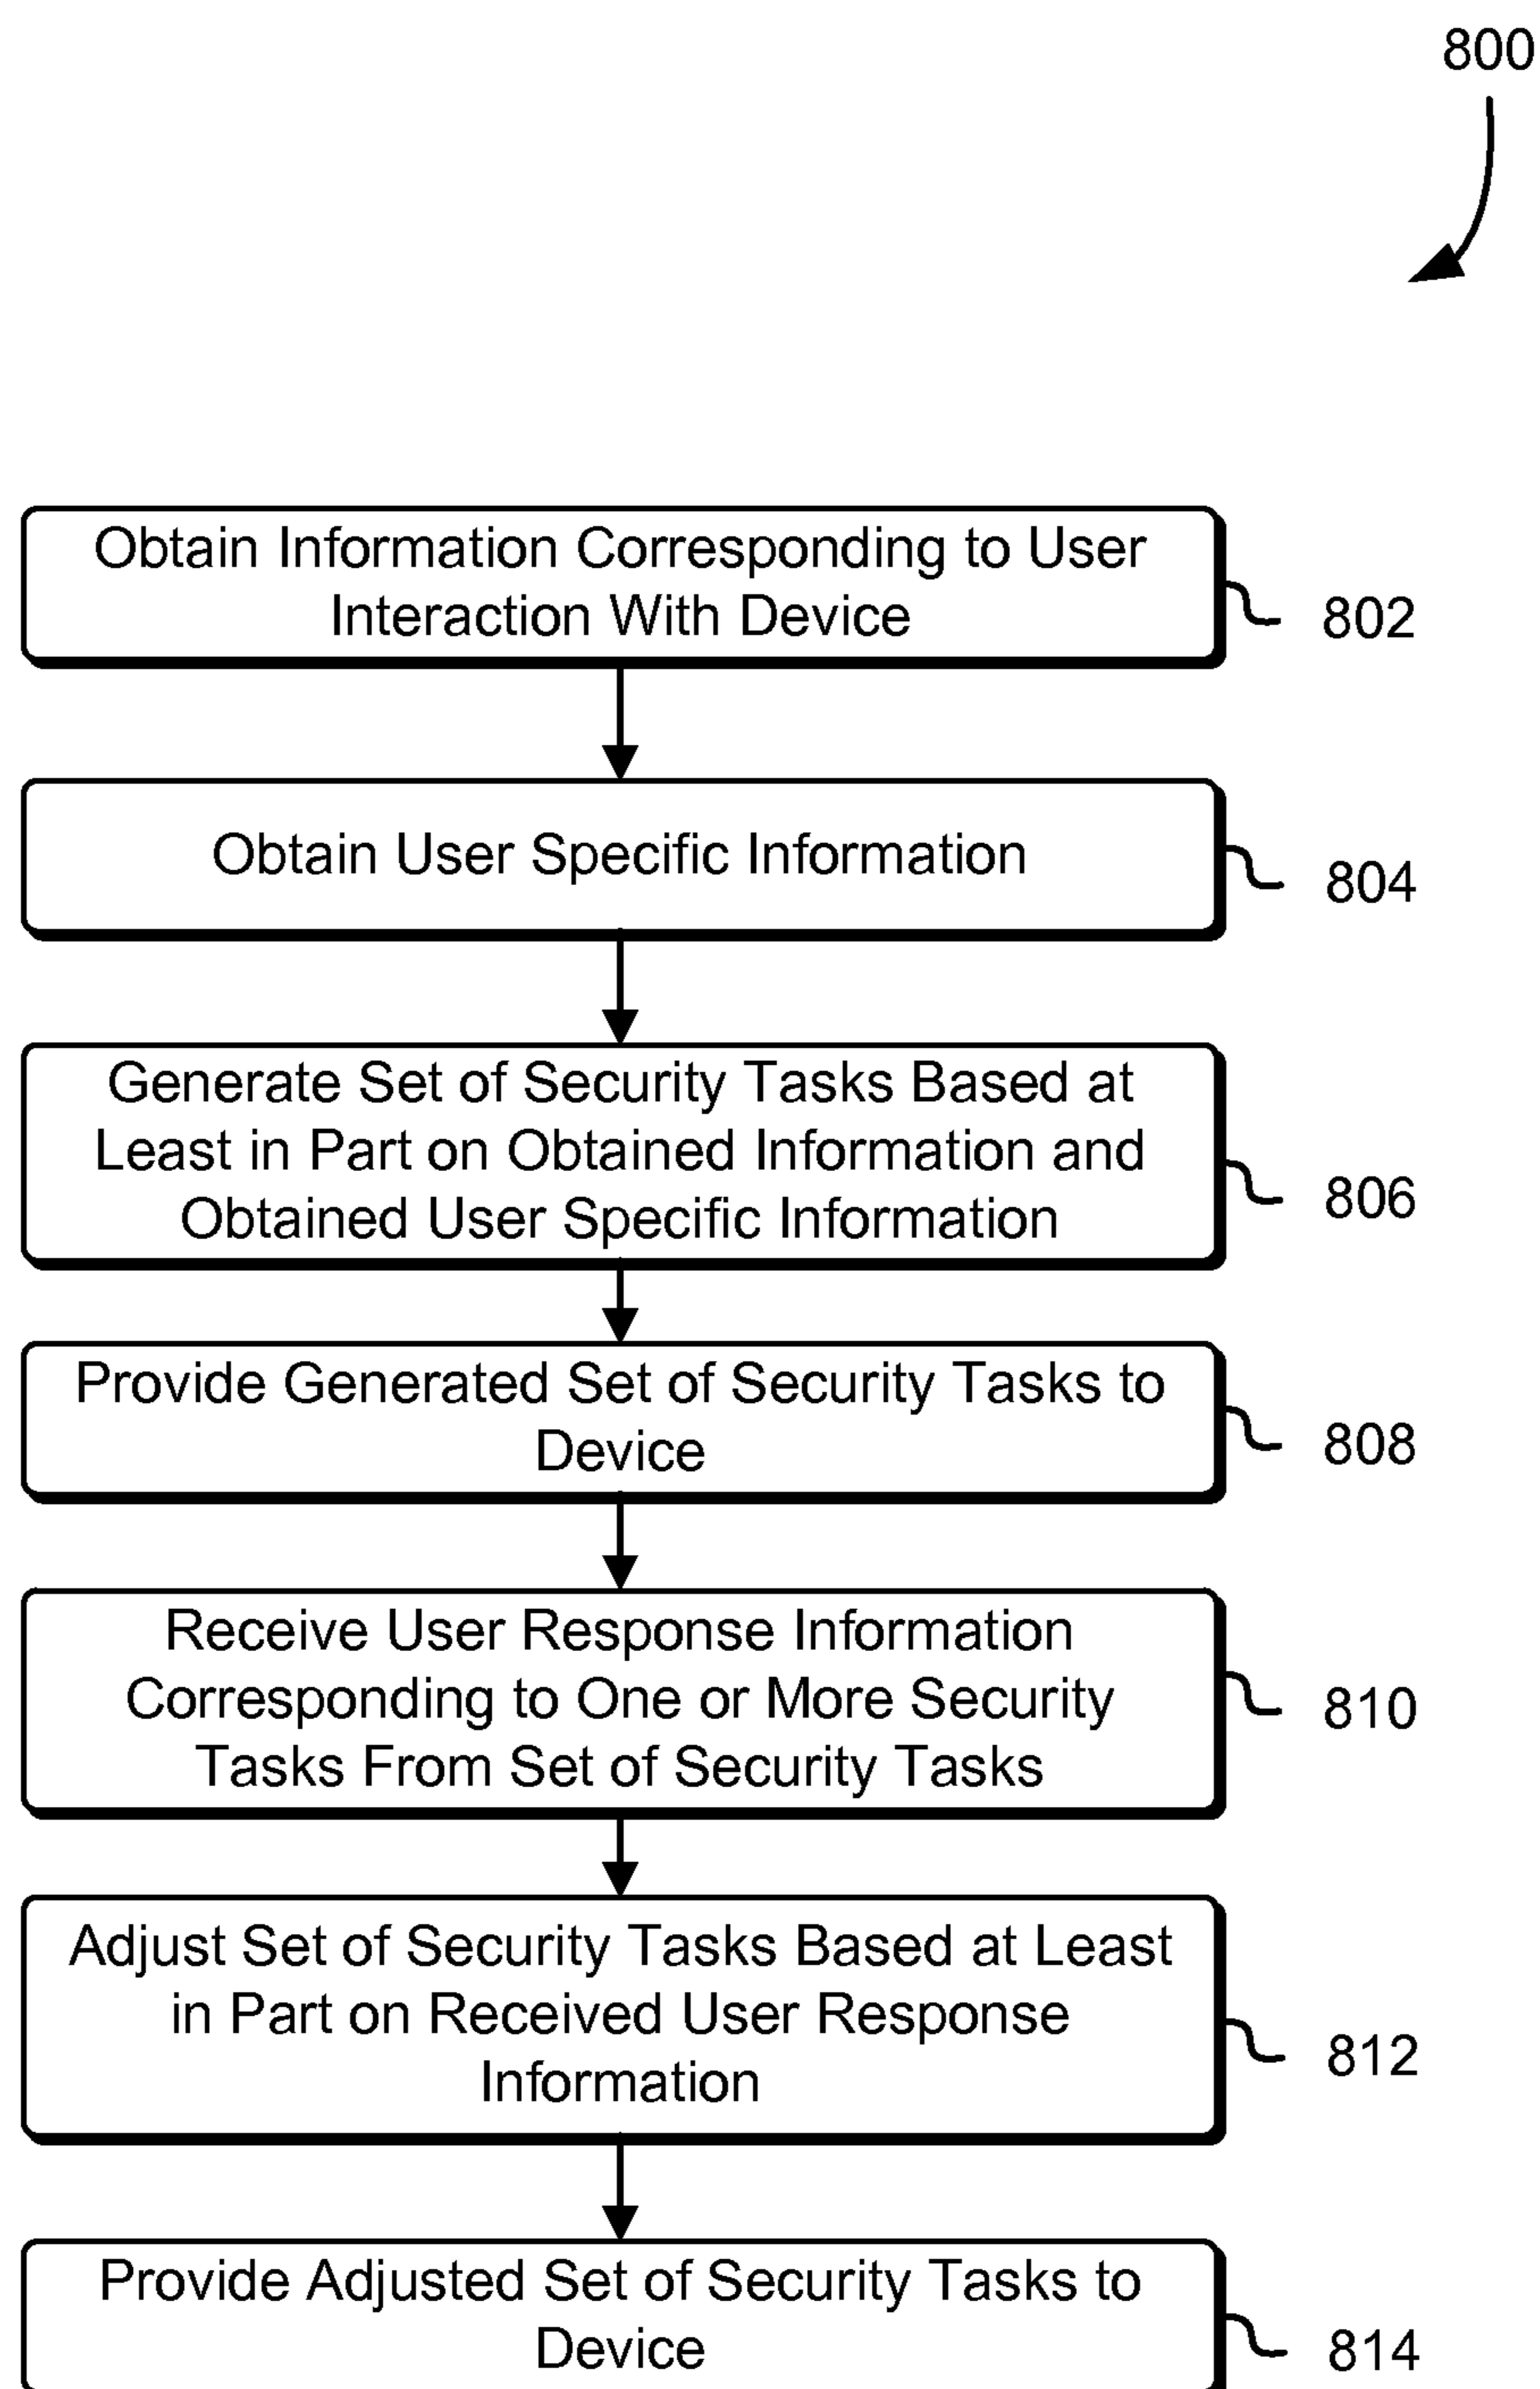 800
Obtain Information Corresponding to User
Interaction With Device
802
Obtain User Specific Information
804
Generate Set of Security Tasks Based at
Least in Part on Obtained Information and
Obtained User Specific Information
806
Provide Generated Set of Security Tasks to
Device
808
Receive User Response Information
Corresponding to One or More Security
Tasks From Set of Security Tasks
810
Adjust Set of Security Tasks Based at Least
in Part on Received User Response
Information
812
Provide Adjusted Set of Security Tasks to
Device
814